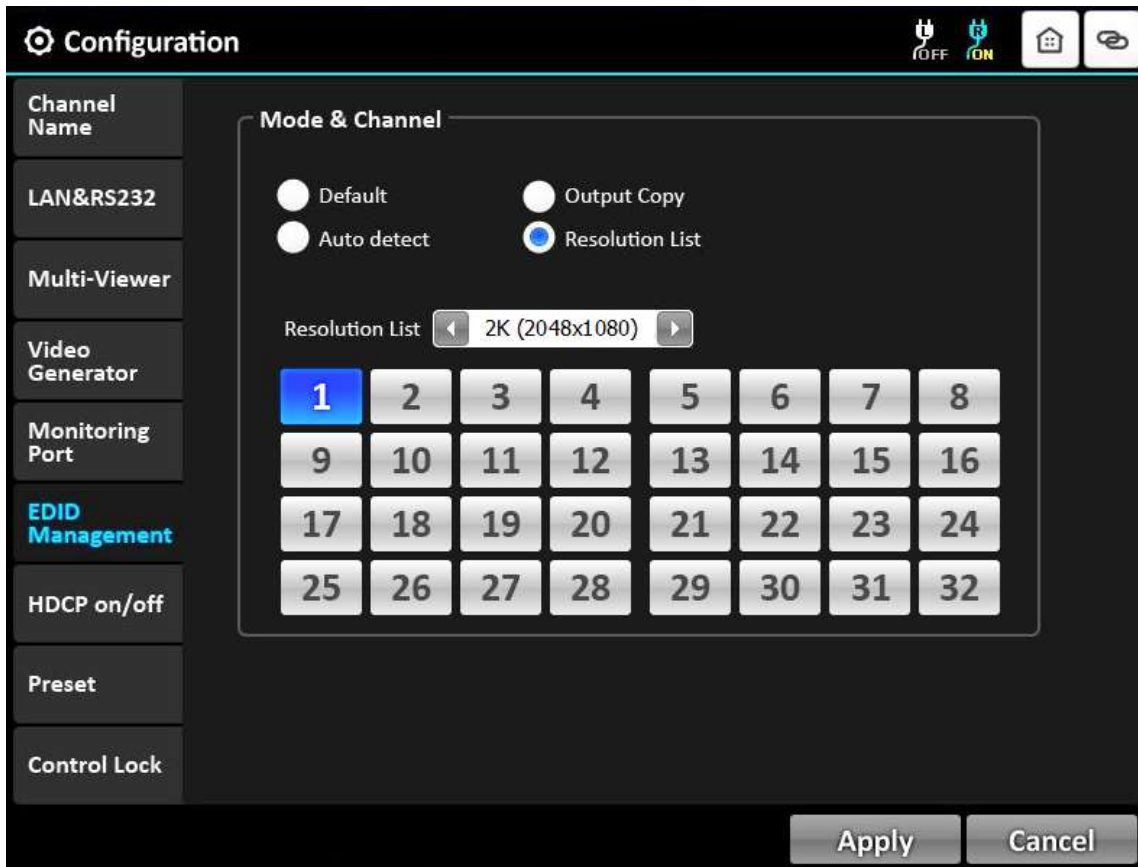 Configuration
L
OFF
R
ON
Channel
Name
LAN&RS232
Multi-Viewer
Video
Generator
Monitoring
Port
EDID
Management
HDCP on/off
Preset
Control Lock
Mode & Channel
Default
Output Copy
Auto detect
Resolution List
Resolution List 2K (2048x1080)
1 2 3 4 5 6 7 8
9 10 11 12 13 14 15 16
17 18 19 20 21 22 23 24
25 26 27 28 29 30 31 32
Apply
Cancel